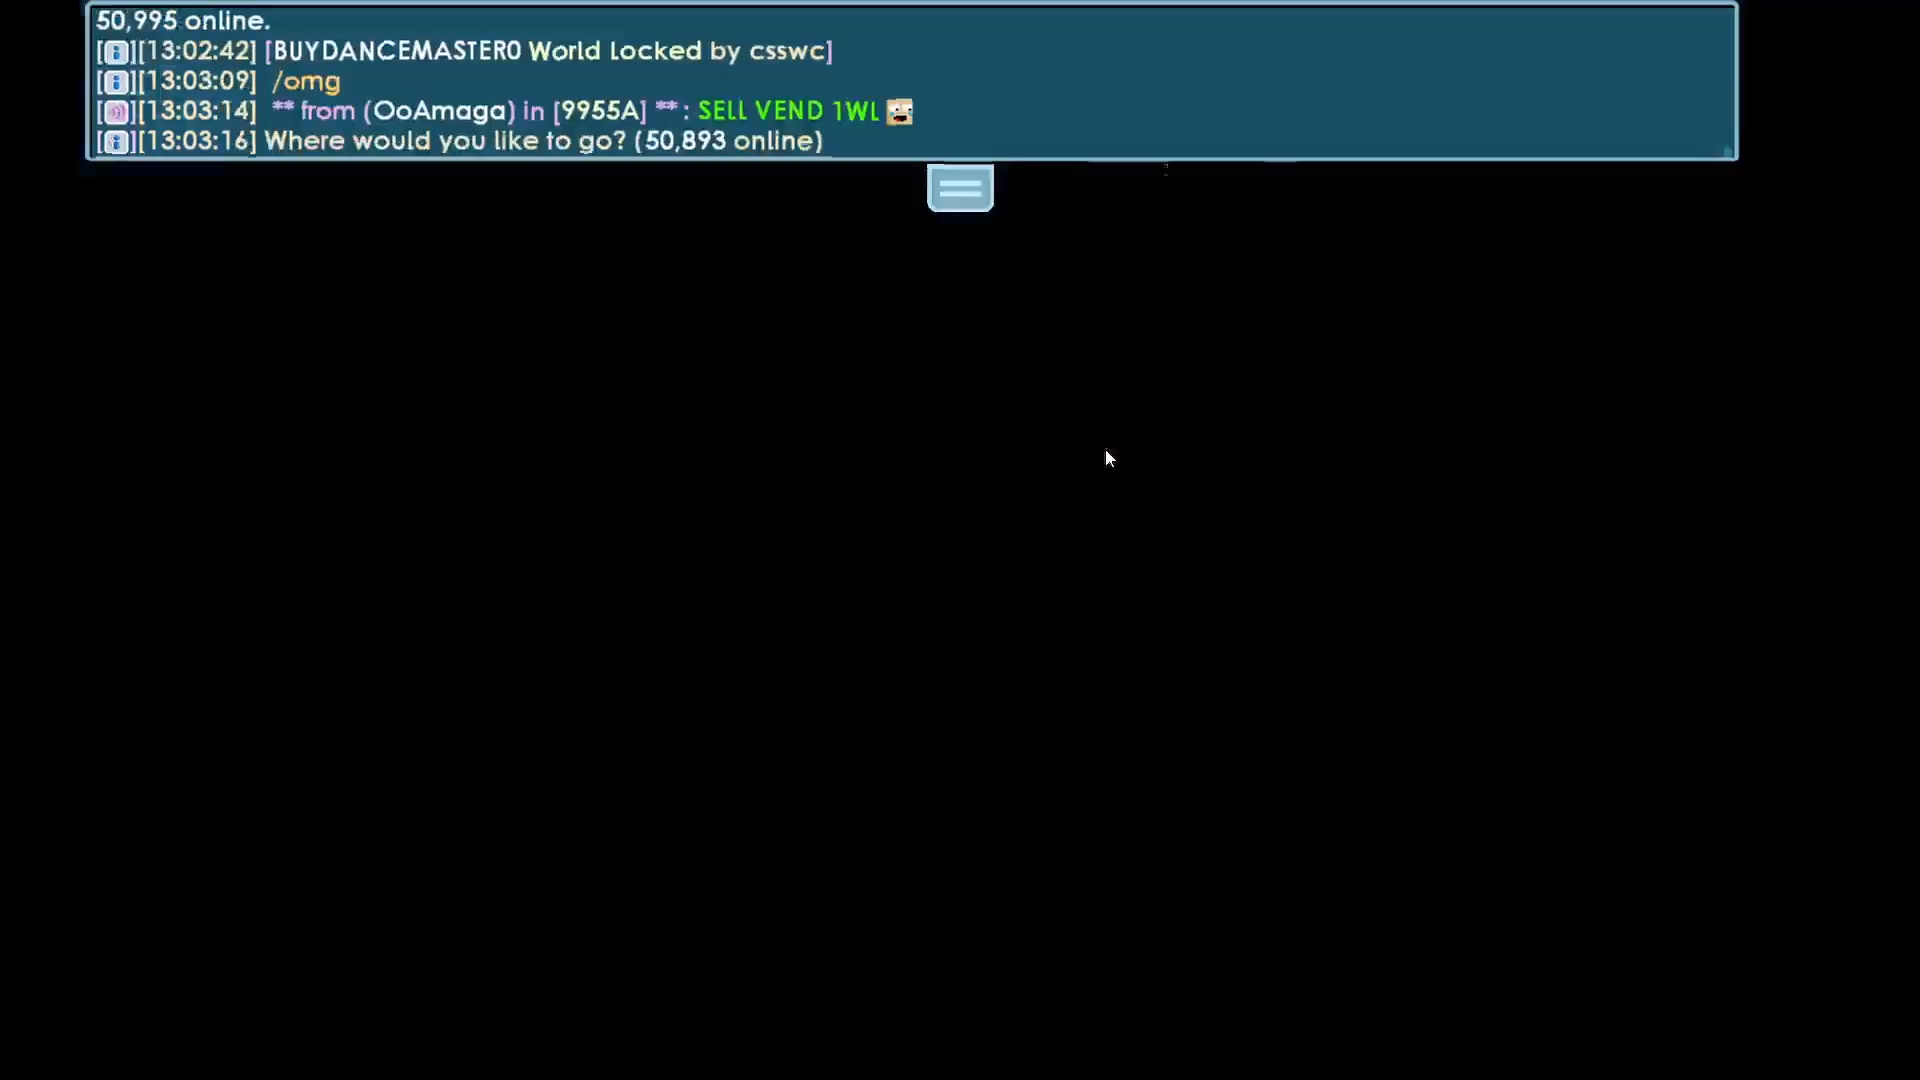 50,995 online.
[i][13:02:42] [BUYDANCEMASTER0 World Locked by csswc]
[i][13:03:09] /omg
[][13:03:14] ** from (OoAmaga) in [9955A] ** : SELL VEND 1WL
[i][13:03:16] Where would you like to go? (50,893 online)